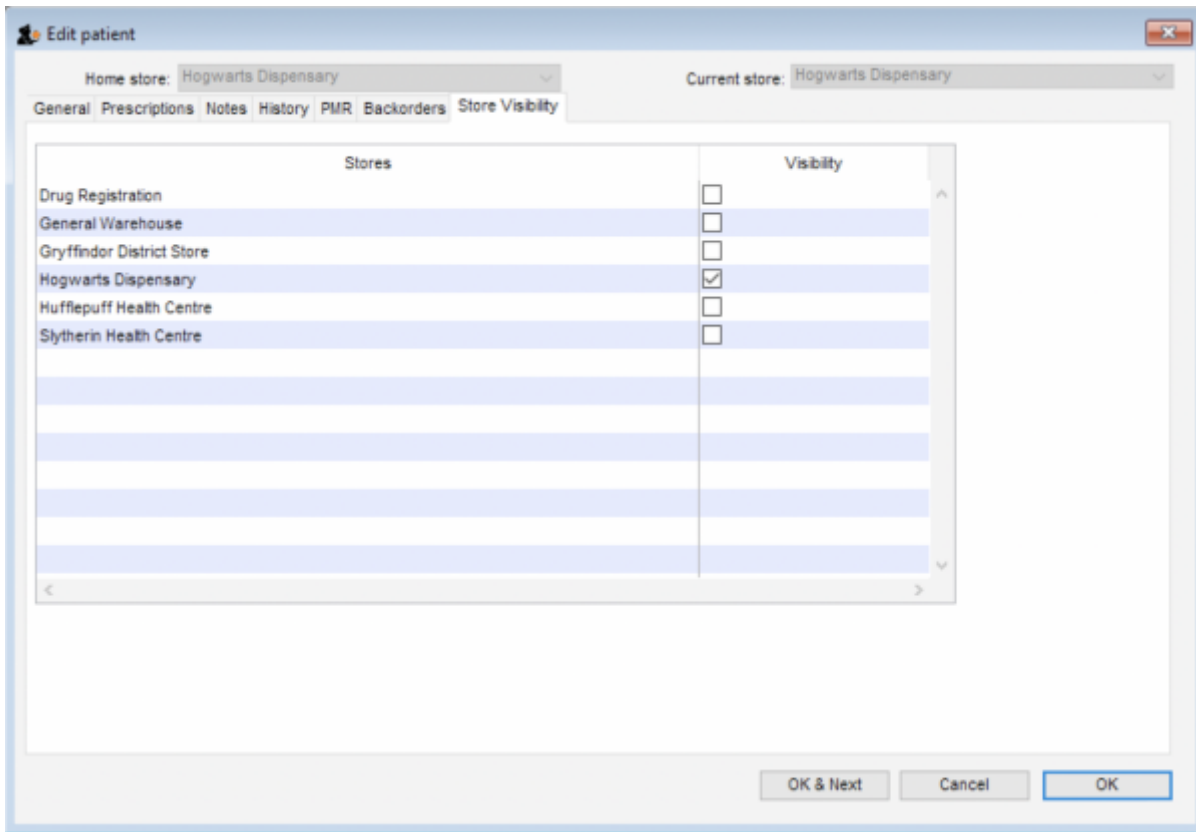 Edit patient
Home store: Hogwarts Dispensary Current store: Hogwarts Dispensary
General Prescriptions Notes History PMR Backorders Store Visibility
Stores Visibility
Drug Registration
General Warehouse
Gryffindor District Store
Hogwarts Dispensary
Hufflepuff Health Centre
Slytherin Health Centre
OK & Next Cancel OK